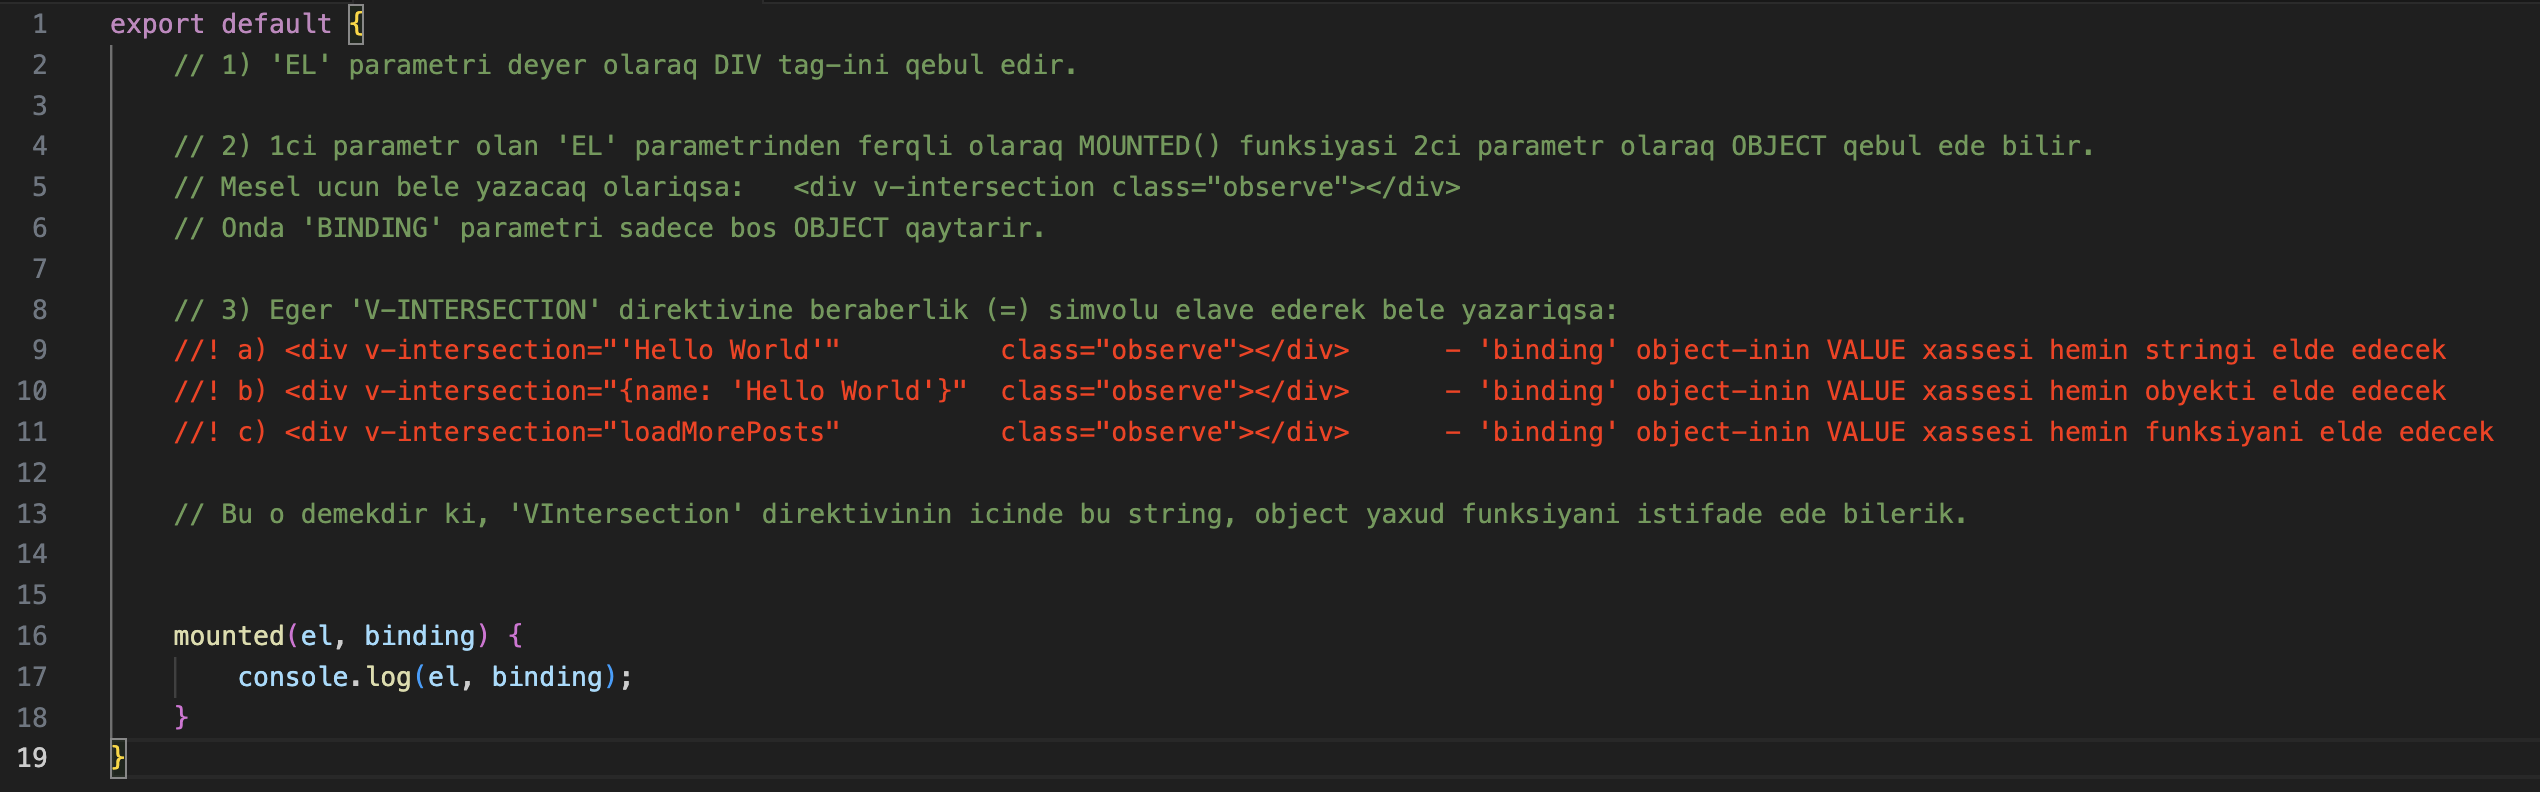 1 export default {
2 // 1) 'EL' parametri deyer olaraq DIV tag-ini qebul edir.
3
4 // 2) 1ci parametr olan 'EL' parametrinden ferqli olaraq MOUNTED() funksiyasi 2ci parametr olaraq OBJECT qebul ede bilir.
5 // Mesel ucun bele yazacaq olariqsa:   <div v-intersection class="observe"></div>
6 // Onda 'BINDING' parametri sadece bos OBJECT qaytarir.
7
8 // 3) Eger 'V-INTERSECTION' direktivine beraberlik (=) simvolu elave ederek bele yazariqsa:
9 //! a) <div v-intersection="'Hello World'"          class="observe"></div>      - 'binding' object-inin VALUE xassesi hemin stringi elde edecek
10 //! b) <div v-intersection="{name: 'Hello World'}"  class="observe"></div>      - 'binding' object-inin VALUE xassesi hemin obyekti elde edecek
11 //! c) <div v-intersection="loadMorePosts"          class="observe"></div>      - 'binding' object-inin VALUE xassesi hemin funksiyani elde edecek
12
13 // Bu o demekdir ki, 'VIntersection' direktivinin icinde bu string, object yaxud funksiyani istifade ede bilerik.
14
15
16 mounted(el, binding) {
17 console.log(el, binding);
18 }
19 }